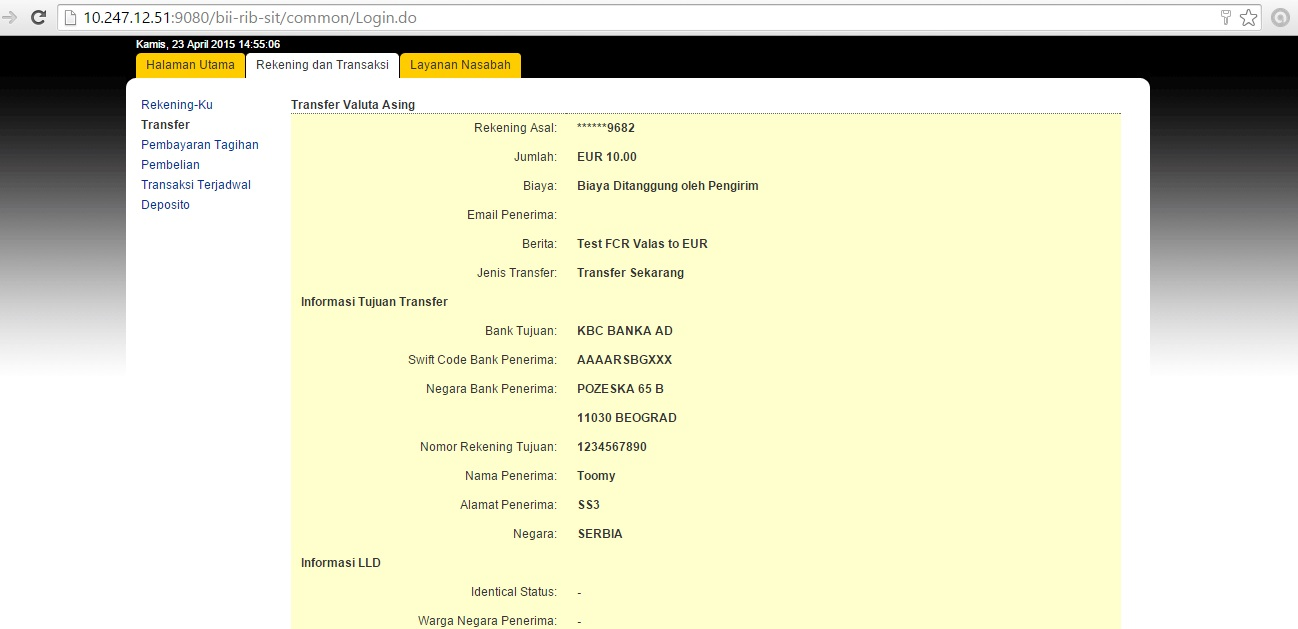 10.247.12.51:9080/bii-rib-sit/common/Login.do
Kamis, 23 April 2015 14:55:06
Halaman Utama Rekening dan Transaksi Layanan Nasabah
Rekening-Ku
Transfer
Pembayaran Tagihan
Pembelian
Transaksi Terjadwal
Deposito
Transfer Valuta Asing
Rekening Asal: ******9682
Jumlah: EUR 10.00
Biaya: Biaya Ditanggung oleh Pengirim
Email Penerima:
Berita: Test FCR Valas to EUR
Jenis Transfer: Transfer Sekarang
Informasi Tujuan Transfer
Bank Tujuan: KBC BANKA AD
Swift Code Bank Penerima: AAAARSBGXXX
Negara Bank Penerima: POZESKA 65 B
11030 BEOGRAD
Nomor Rekening Tujuan: 1234567890
Nama Penerima: Toomy
Alamat Penerima: SS3
Negara: SERBIA
Informasi LLD
Identical Status: -
Warga Negara Penerima: -